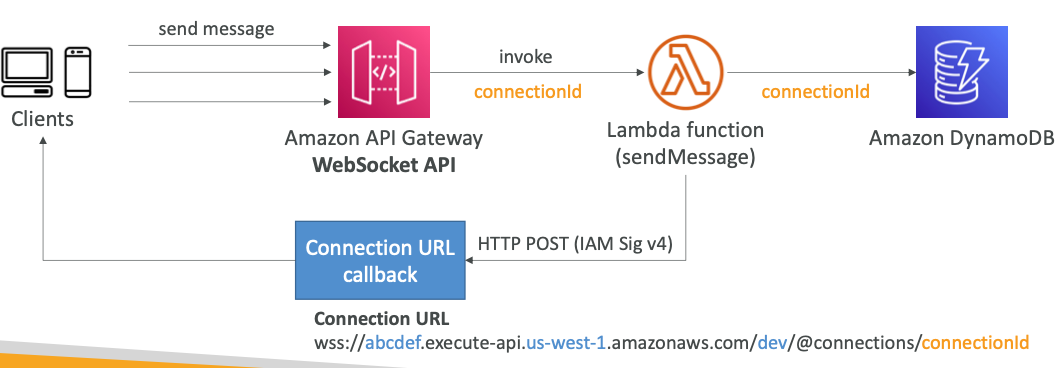 send message
Clients
Amazon API Gateway
WebSocket API
invoke
connectionId
Lambda function
(sendMessage)
connectionId
Amazon DynamoDB
HTTP POST (IAM Sig v4)
Connection URL
callback
Connection URL
wss://abcdef.execute-api.us-west-1.amazonaws.com/dev/@connections/connectionId